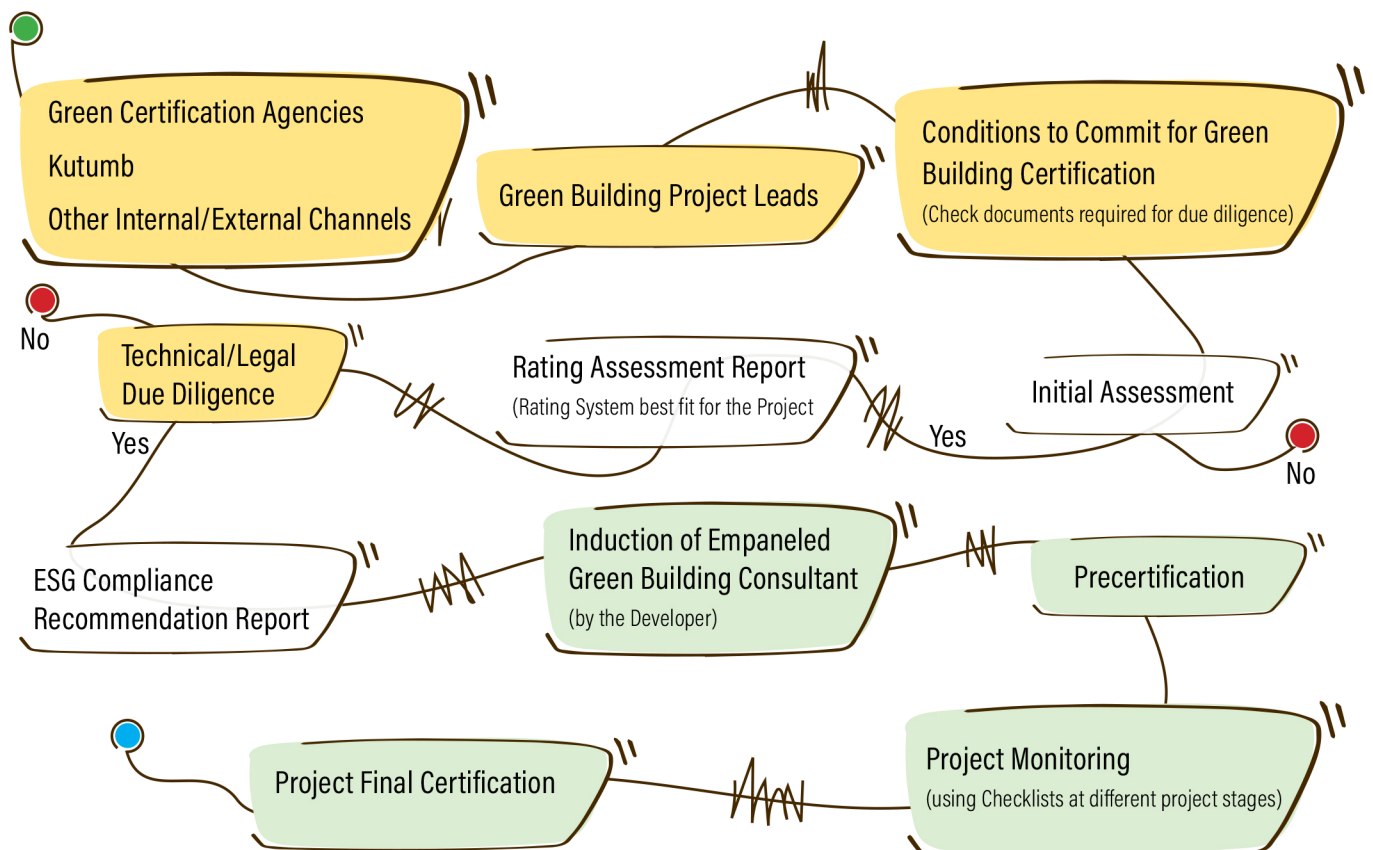 Green Certification Agencies
Kutumb
Other Internal/External Channels
Green Building Project Leads
Conditions to Commit for Green
Building Certification
(Check documents required for due diligence)
No
Technical/Legal
Due Diligence
Yes
Rating Assessment Report
(Rating System best fit for the Project
Yes
Initial Assessment
No
ESG Compliance
Recommendation Report
Induction of Empaneled
Green Building Consultant
(by the Developer)
Precertification
Project Final Certification
Project Monitoring
(using Checklists at different project stages)